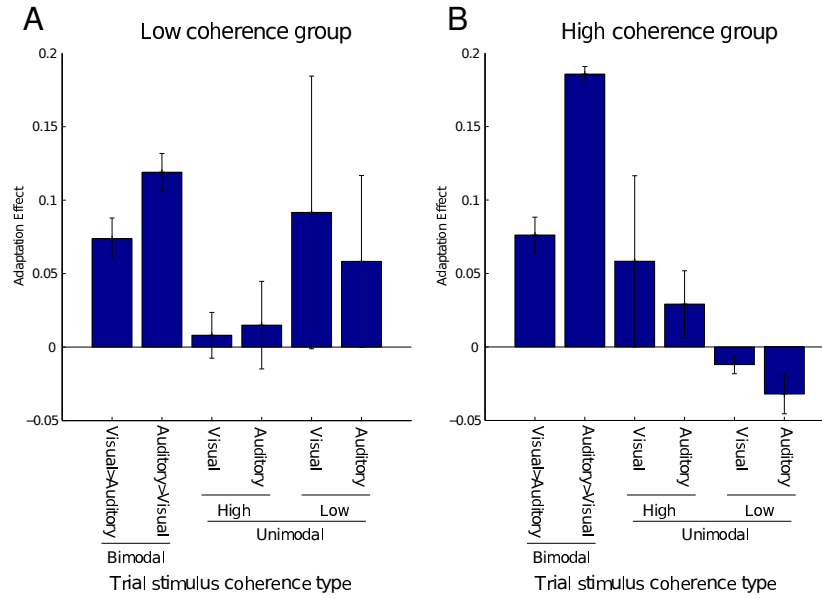 A
Low coherence group
0.2
0.15
0.1
0.05
0
−0.05
Adaptation Effect
Visual>Auditory
Auditory>Visual
Visual
Auditory
Visual
Auditory
High
Low
Unimodal
Bimodal
Trial stimulus coherence type
B
High coherence group
0.2
0.15
0.1
0.05
0
−0.05
Adaptation Effect
Visual>Auditory
Auditory>Visual
Visual
Auditory
Visual
Auditory
High
Low
Unimodal
Bimodal
Trial stimulus coherence type